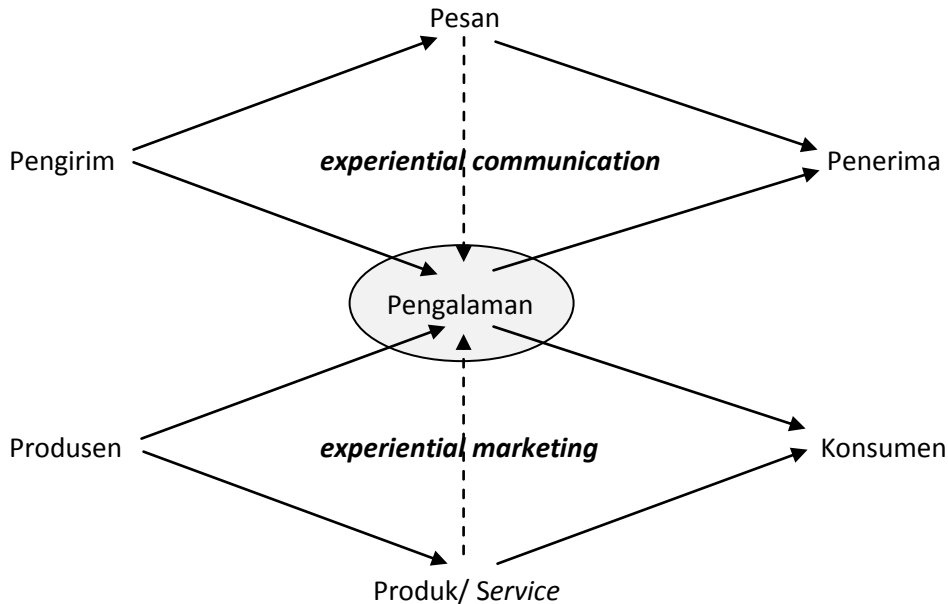 Pesan
Pengirim
experiential communication
Penerima
Pengalaman
Produsen
experiential marketing
Konsumen
Produk/ Service